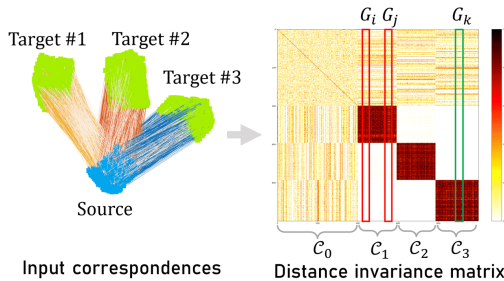 Target #1
Target #2
Target #3
Source
Input correspondences
G_i G_j G_k
C_0 C_1 C_2 C_3
Distance invariance matrix